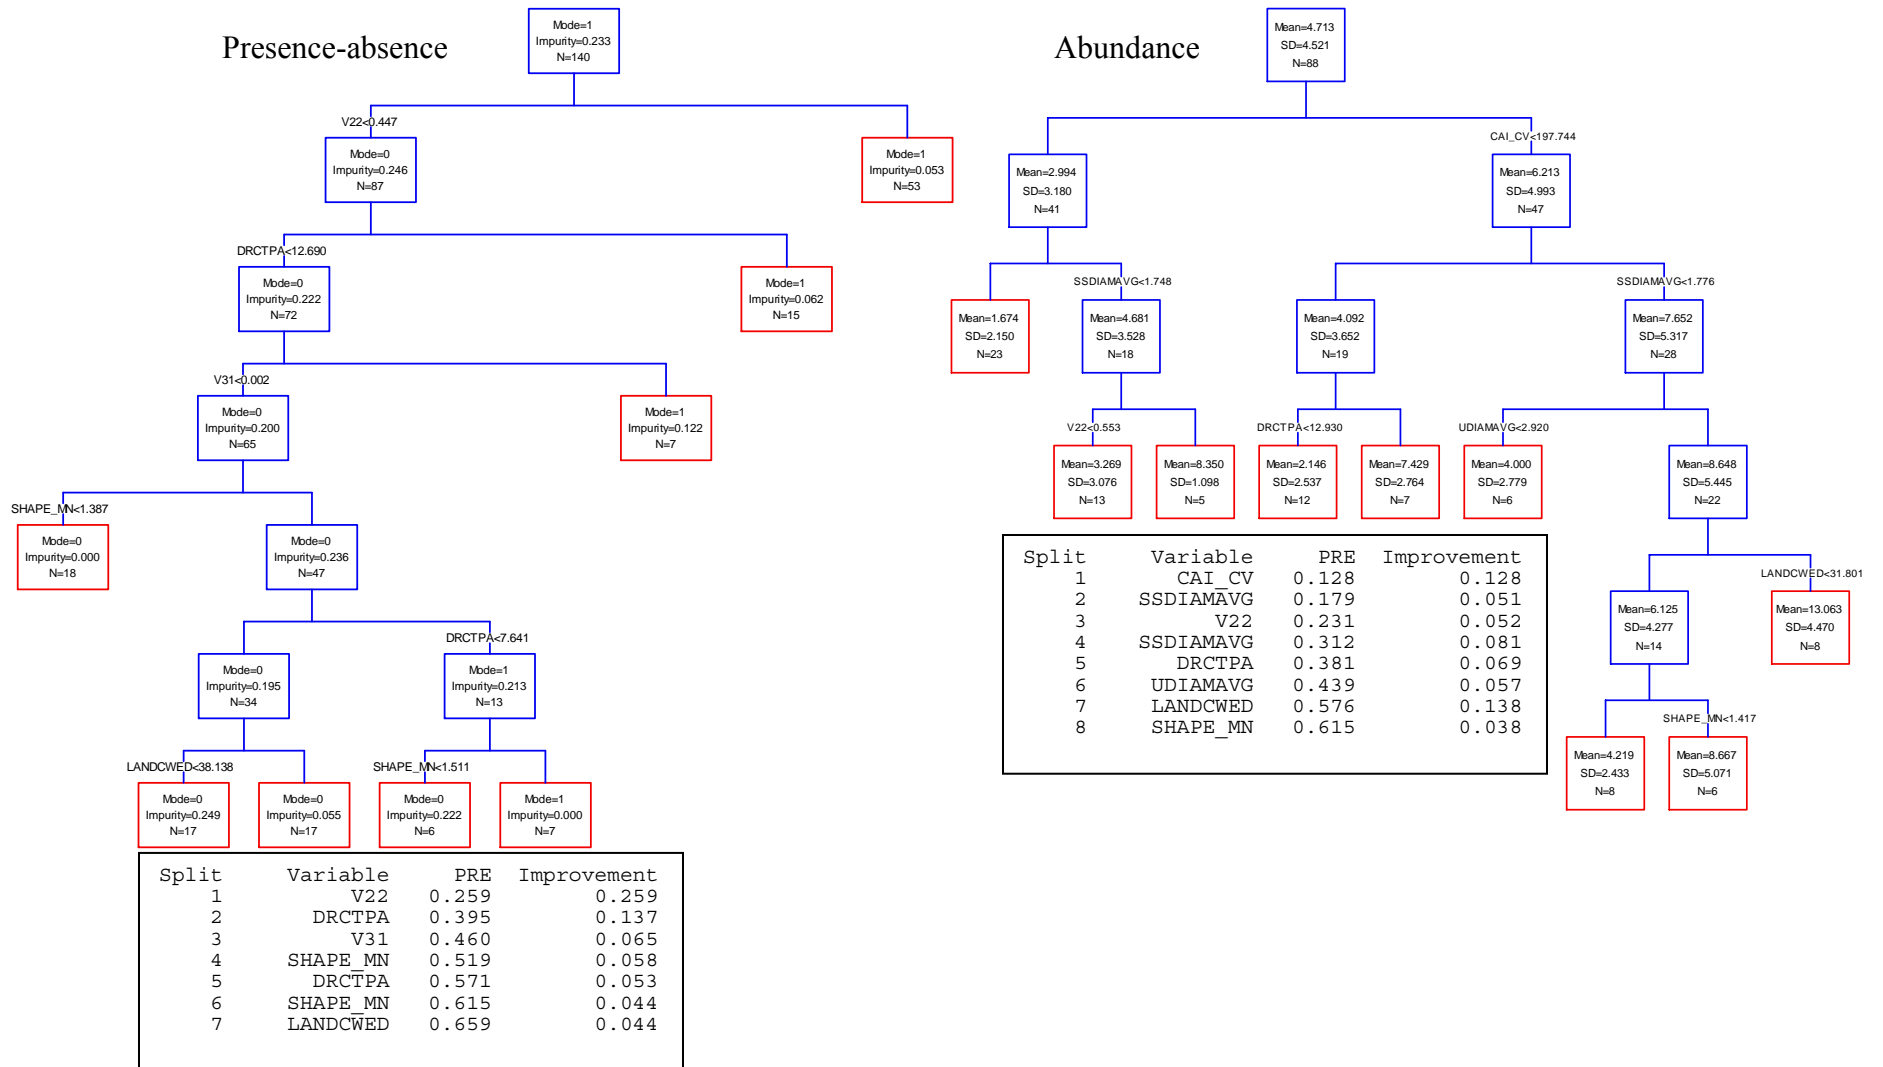 Presence-absence
Mode=1
Impurity=0.233
N=140
V22<0.447
Mode=0
Impurity=0.246
N=87
Mode=1
Impurity=0.053
N=53
DRCTPA<12.690
Mode=0
Impurity=0.222
N=72
Mode=1
Impurity=0.062
N=15
V31<0.002
Mode=0
Impurity=0.200
N=65
Mode=1
Impurity=0.122
N=7
SHAPE_MN<1.387
Mode=0
Impurity=0.000
N=18
Mode=0
Impurity=0.236
N=47
DRCTPA<7.641
Mode=0
Impurity=0.195
N=34
Mode=1
Impurity=0.213
N=13
LANDCWED<38.138
SHAPE_MN<1.511
Mode=0
Impurity=0.249
N=17
Mode=0
Impurity=0.055
N=17
Mode=0
Impurity=0.222
N=6
Mode=1
Impurity=0.000
N=7
Split Variable PRE Improvement
1 V22 0.259 0.259
2 DRCTPA 0.395 0.137
3 V31 0.460 0.065
4 SHAPE_MN 0.519 0.058
5 DRCTPA 0.571 0.053
6 SHAPE_MN 0.615 0.044
7 LANDCWED 0.659 0.044
Abundance
Mean=4.713
SD=4.521
N=88
CAI_CV<197.744
Mean=2.994
SD=3.180
N=41
Mean=6.213
SD=4.993
N=47
SSDIAMAVG<1.748
SSDIAMAVG<1.776
Mean=1.674
SD=2.150
N=23
Mean=4.681
SD=3.528
N=18
Mean=4.092
SD=3.652
N=19
Mean=7.652
SD=5.317
N=28
V22<0.553
DRCTPA<12.930
UDIAMAVG<2.920
Mean=3.269
SD=3.076
N=13
Mean=8.350
SD=1.098
N=5
Mean=2.146
SD=2.537
N=12
Mean=7.429
SD=2.764
N=7
Mean=4.000
SD=2.779
N=6
Mean=8.648
SD=5.445
N=22
LANDCWED<31.801
Mean=6.125
SD=4.277
N=14
Mean=13.063
SD=4.470
N=8
SHAPE_MN<1.417
Mean=4.219
SD=2.433
N=8
Mean=8.667
SD=5.071
N=6
Split Variable PRE Improvement
1 CAI_CV 0.128 0.128
2 SSDIAMAVG 0.179 0.051
3 V22 0.231 0.052
4 SSDIAMAVG 0.312 0.081
5 DRCTPA 0.381 0.069
6 UDIAMAVG 0.439 0.057
7 LANDCWED 0.576 0.138
8 SHAPE_MN 0.615 0.038